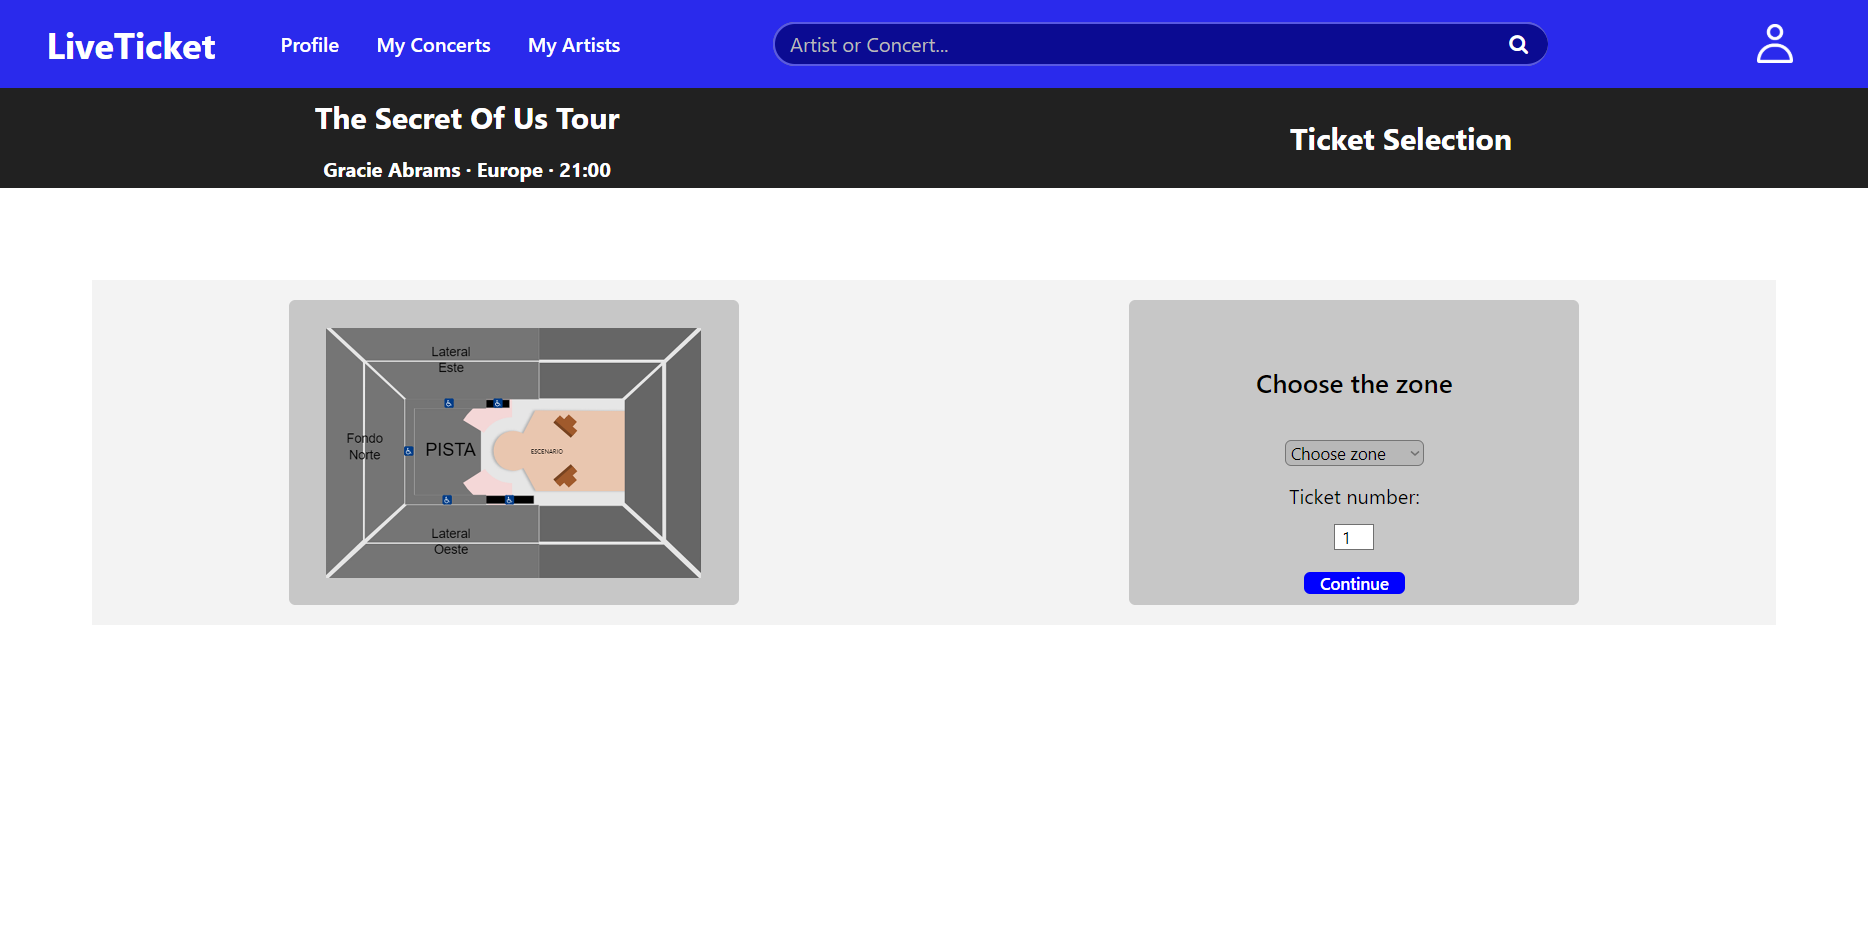 LiveTicket
Profile
My Concerts
My Artists
Artist or Concert...
The Secret Of Us Tour
Gracie Abrams · Europe · 21:00
Ticket Selection
Lateral
Este
Fondo
Norte
PISTA
ESCENARIO
Lateral
Oeste
Choose the zone
Choose zone
Ticket number:
1
Continue